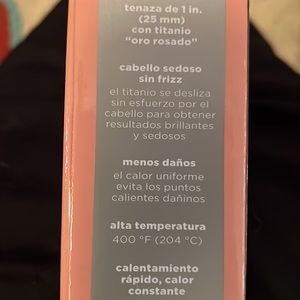 tenaza de 1 in.
(25 mm)
con titanio
"oro rosado"
cabello sedoso
sin frizz
el titanio se desliza
sin esfuerzo por el
cabello para obtener
resultados brillantes
y sedosos
menos daños
el calor uniforme
evita los puntos
calientes dañinos
alta temperatura
400 °F (204 °C)
calentamiento
rápido, calor
constante